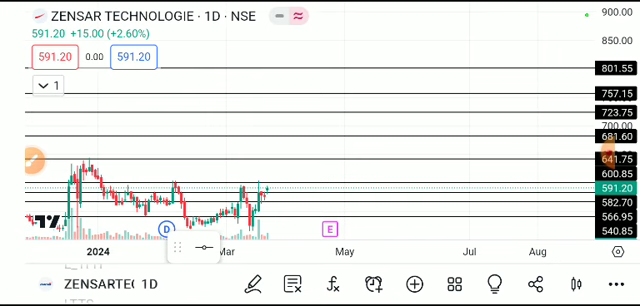 ZENSAR TECHNOLOGIE · 1D · NSE
591.20 +15.00 (+2.60%)
591.20 0.00 591.20
1
900.00
850.00
801.55
757.15
723.75
700.00
681.60
641.75
600.85
591.20
582.70
566.95
540.85
D
E
2024 Mar May Jul Aug
ZENSARTEC 1D